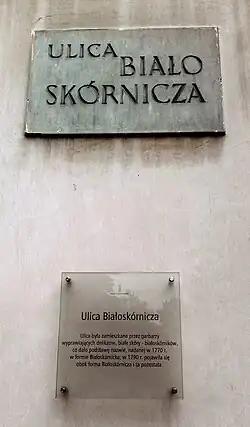 ULICA
BIAŁO
SKÓRNICZA
Ulica Białoskórnicza
Ulica była zamieszkane przez garbarzy
wyprawiających delikatne, białe skóry - białoskórników,
co dało podstawę nazwie, nadanej w 1770 r.
w formie Białoskórnicka; w 1790 r. pojawiła się
obok forma Białoskórnicza i ta pozostała.